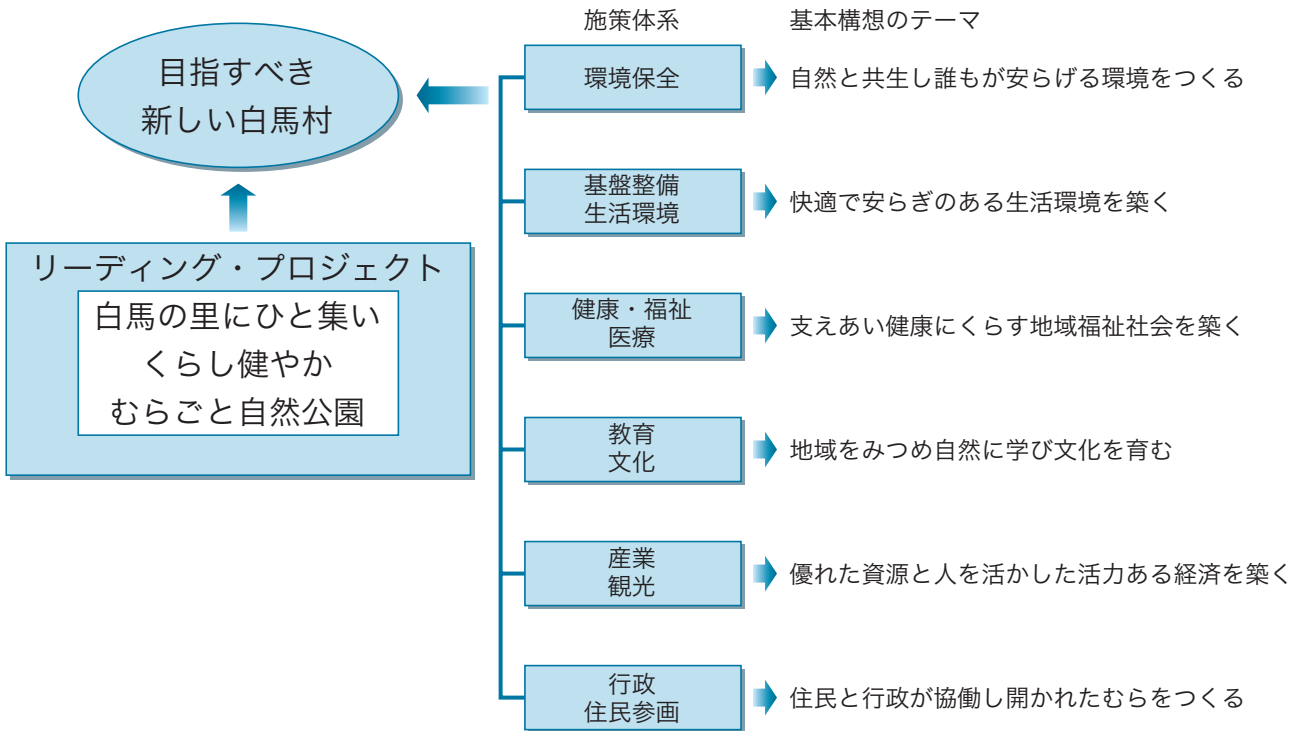 目指すべき
新しい白馬村
リーディング・プロジェクト
白馬の里にひと集い
くらし健やか
むらごと自然公園
施策体系
基本構想のテーマ
環境保全
自然と共生し誰もが安らげる環境をつくる
基盤整備
生活環境
快適で安らぎのある生活環境を築く
健康・福祉
医療
支えあい健康にくらす地域福祉社会を築く
教育
文化
地域をみつめ自然に学び文化を育む
産業
観光
優れた資源と人を活かした活力ある経済を築く
行政
住民参画
住民と行政が協働し開かれたむらをつくる